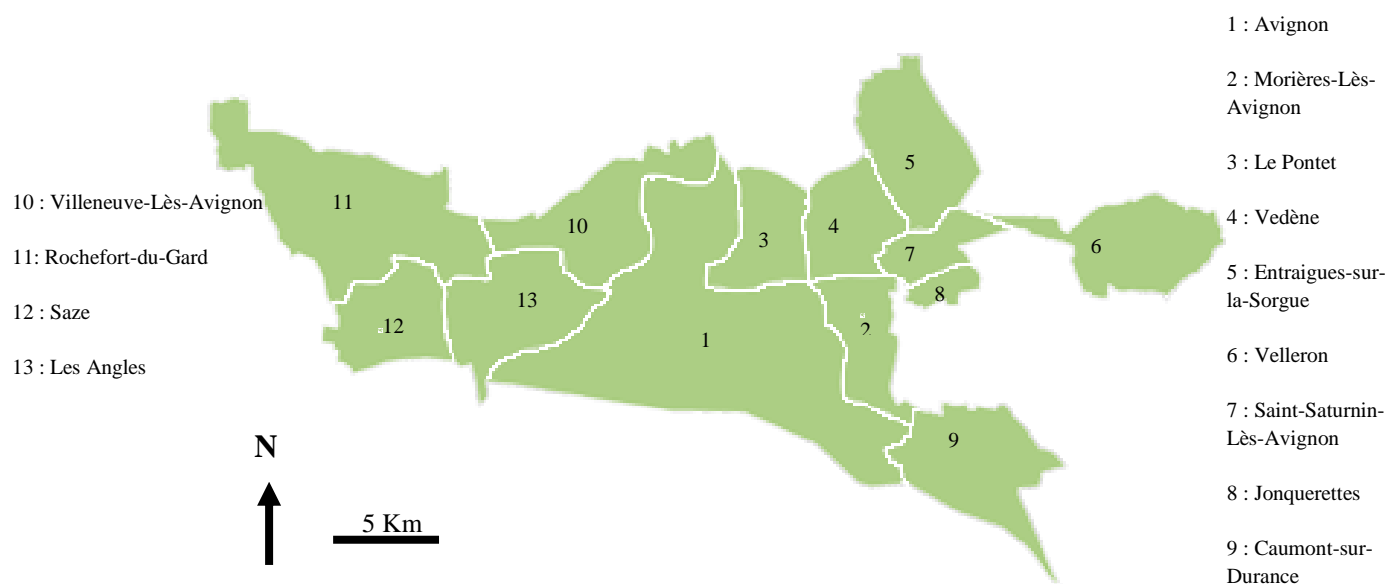 1 : Avignon
2 : Morières-Lès-
Avignon
3 : Le Pontet
4 : Vedène
5 : Entraigues-sur-
la-Sorgue
6 : Velleron
7 : Saint-Saturnin-
Lès-Avignon
8 : Jonquerettes
9 : Caumont-sur-
Durance
10 : Villeneuve-Lès-Avignon
11: Rochefort-du-Gard
12 : Saze
13 : Les Angles
5
11
10
4
3
7
6
8
13
12
2
1
9
N
5 Km